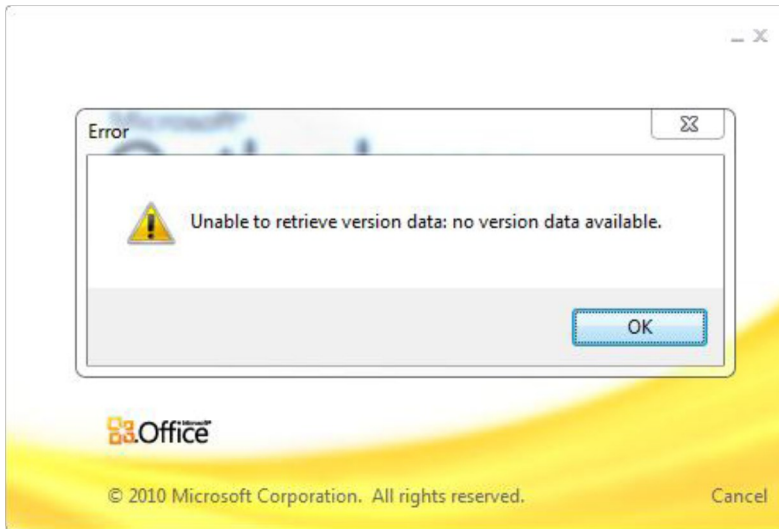 Error
Unable to retrieve version data: no version data available.
OK
Microsoft®
Office
© 2010 Microsoft Corporation. All rights reserved.
Cancel